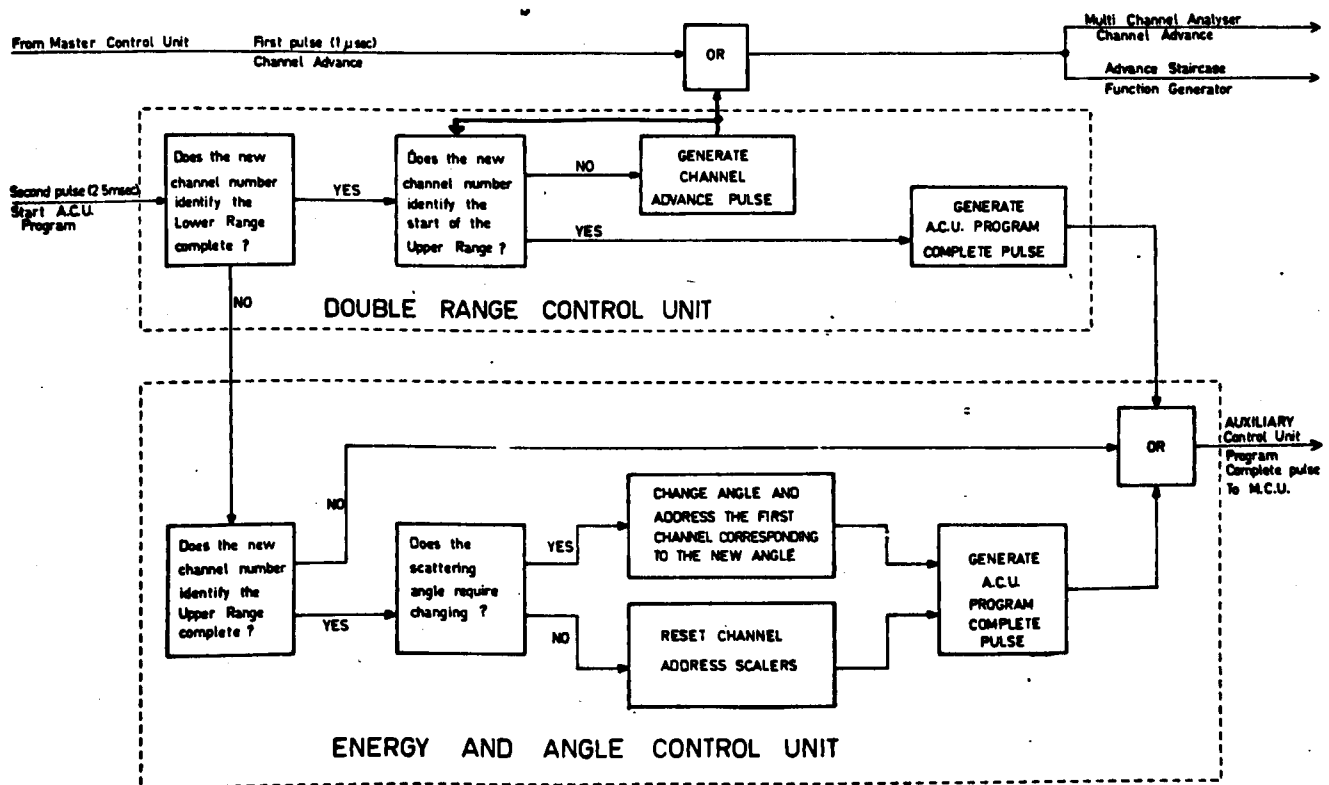 From Master Control Unit
First pulse (1 μsec)
Channel Advance
OR
Multi Channel Analyser
Channel Advance
Advance Staircase
Function Generator
Second pulse (2 5msec)
Start A.C.U.
Program
Does the new
channel number
identify the
Lower Range
complete ?
YES
Does the new
channel number
identify the
start of the
Upper Range ?
NO
GENERATE
CHANNEL
ADVANCE PULSE
YES
GENERATE
A.C.U. PROGRAM
COMPLETE PULSE
NO
DOUBLE RANGE CONTROL UNIT
OR
AUXILIARY
Control Unit
Program
Complete pulse
To M.C.U.
NO
Does the new
channel number
identify the
Upper Range
complete ?
YES
Does the
scattering
angle require
changing ?
YES
CHANGE ANGLE AND
ADDRESS THE FIRST
CHANNEL CORRESPONDING
TO THE NEW ANGLE
NO
RESET CHANNEL
ADDRESS SCALERS
GENERATE
A.C.U.
PROGRAM
COMPLETE
PULSE
ENERGY AND ANGLE CONTROL UNIT